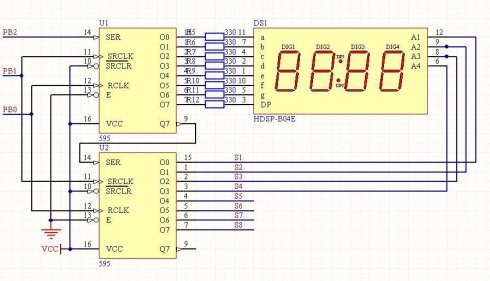 U1
DS1
PB2
14
SER
O0
15
R5
330
11
a
A1
12
DIG1
DIG2
DIG3
DIG4
O1
1
R6
330
7
b
A2
9
PB1
11
SRCLK
O2
2
R7
330
4
c
A3
8
10
SRCLR
O3
3
R8
330
2
d
A4
6
O4
4
R9
330
1
e
PB0
12
RCLK
O5
5
R10
330
10
f
13
E
O6
6
R11
330
5
g
O7
7
R12
330
3
DP
HDSP-B04E
16
VCC
Q7
9
595
U2
14
SER
O0
15
S1
O1
1
S2
11
SRCLK
O2
2
S3
10
SRCLR
O3
3
S4
O4
4
S5
12
RCLK
O5
5
S6
13
E
O6
6
S7
O7
7
S8
VCC
16
VCC
Q7
9
595